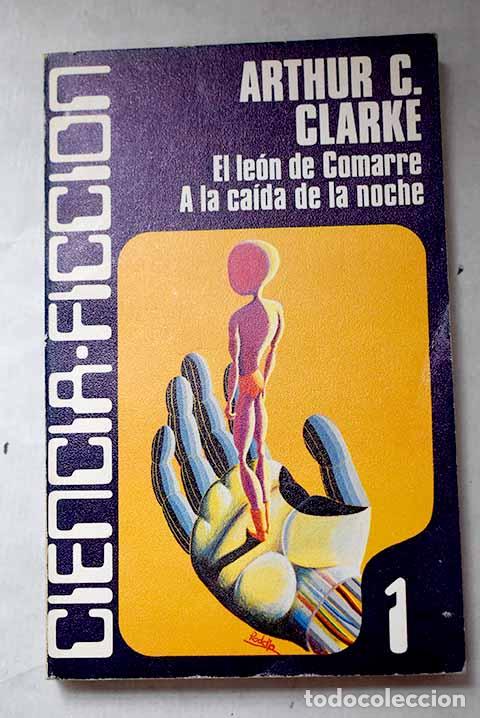 CIENCIA·FICCION
ARTHUR C.
CLARKE
El león de Comarre
A la caída de la noche
1
todocoleccion